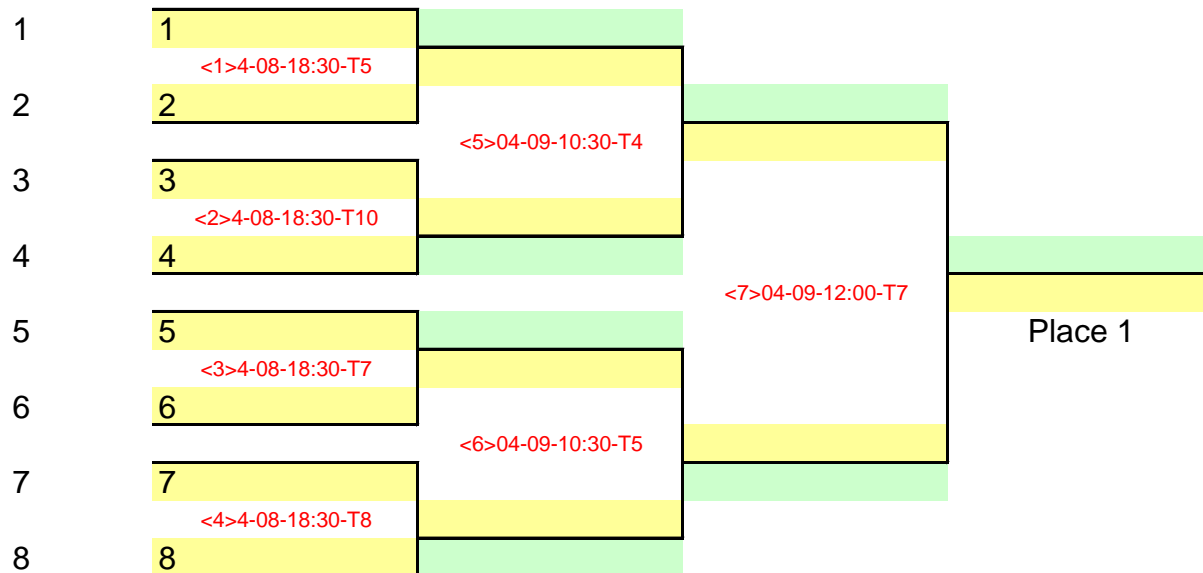 1 1
<1>4-08-18:30-T5
2 2
<5>04-09-10:30-T4
3 3
<2>4-08-18:30-T10
4 4
<7>04-09-12:00-T7
5 5
Place 1
<3>4-08-18:30-T7
6 6
<6>04-09-10:30-T5
7 7
<4>4-08-18:30-T8
8 8